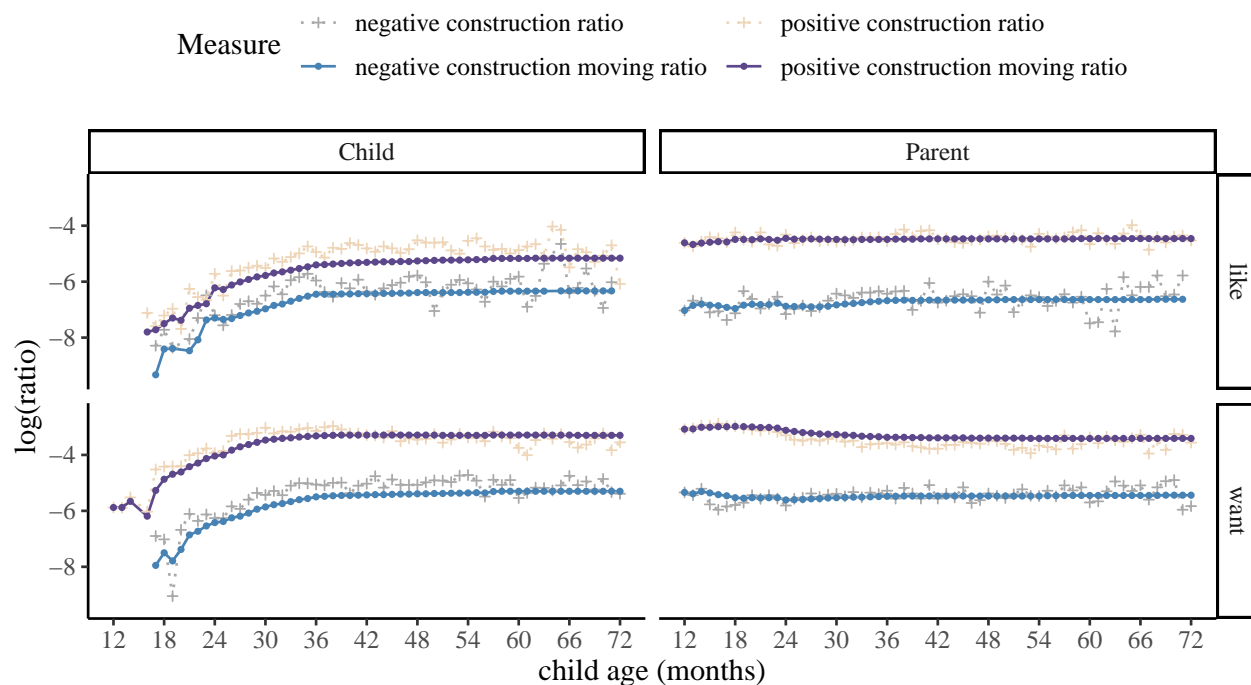 Measure
negative construction ratio
positive construction ratio
negative construction moving ratio
positive construction moving ratio
Child
Parent
like
want
log(ratio)
−4
−6
−8
−4
−6
−8
12 18 24 30 36 42 48 54 60 66 72
12 18 24 30 36 42 48 54 60 66 72
child age (months)